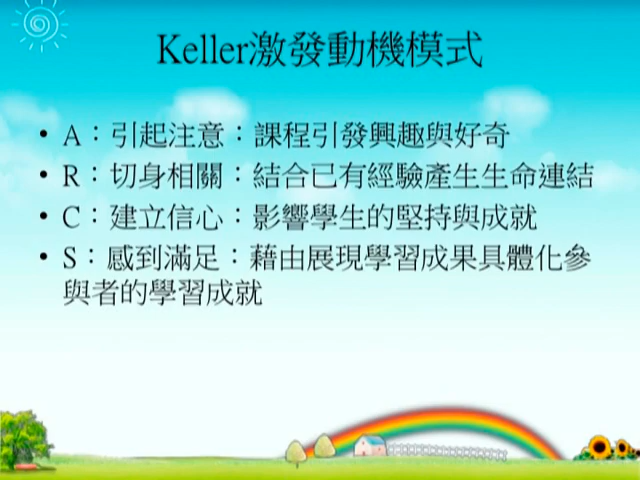 Keller激發動機模式
• A：引起注意：課程引發興趣與好奇
• R：切身相關：結合已有經驗產生生命連結
• C：建立信心：影響學生的堅持與成就
• S：感到滿足：藉由展現學習成果具體化參
與者的學習成就